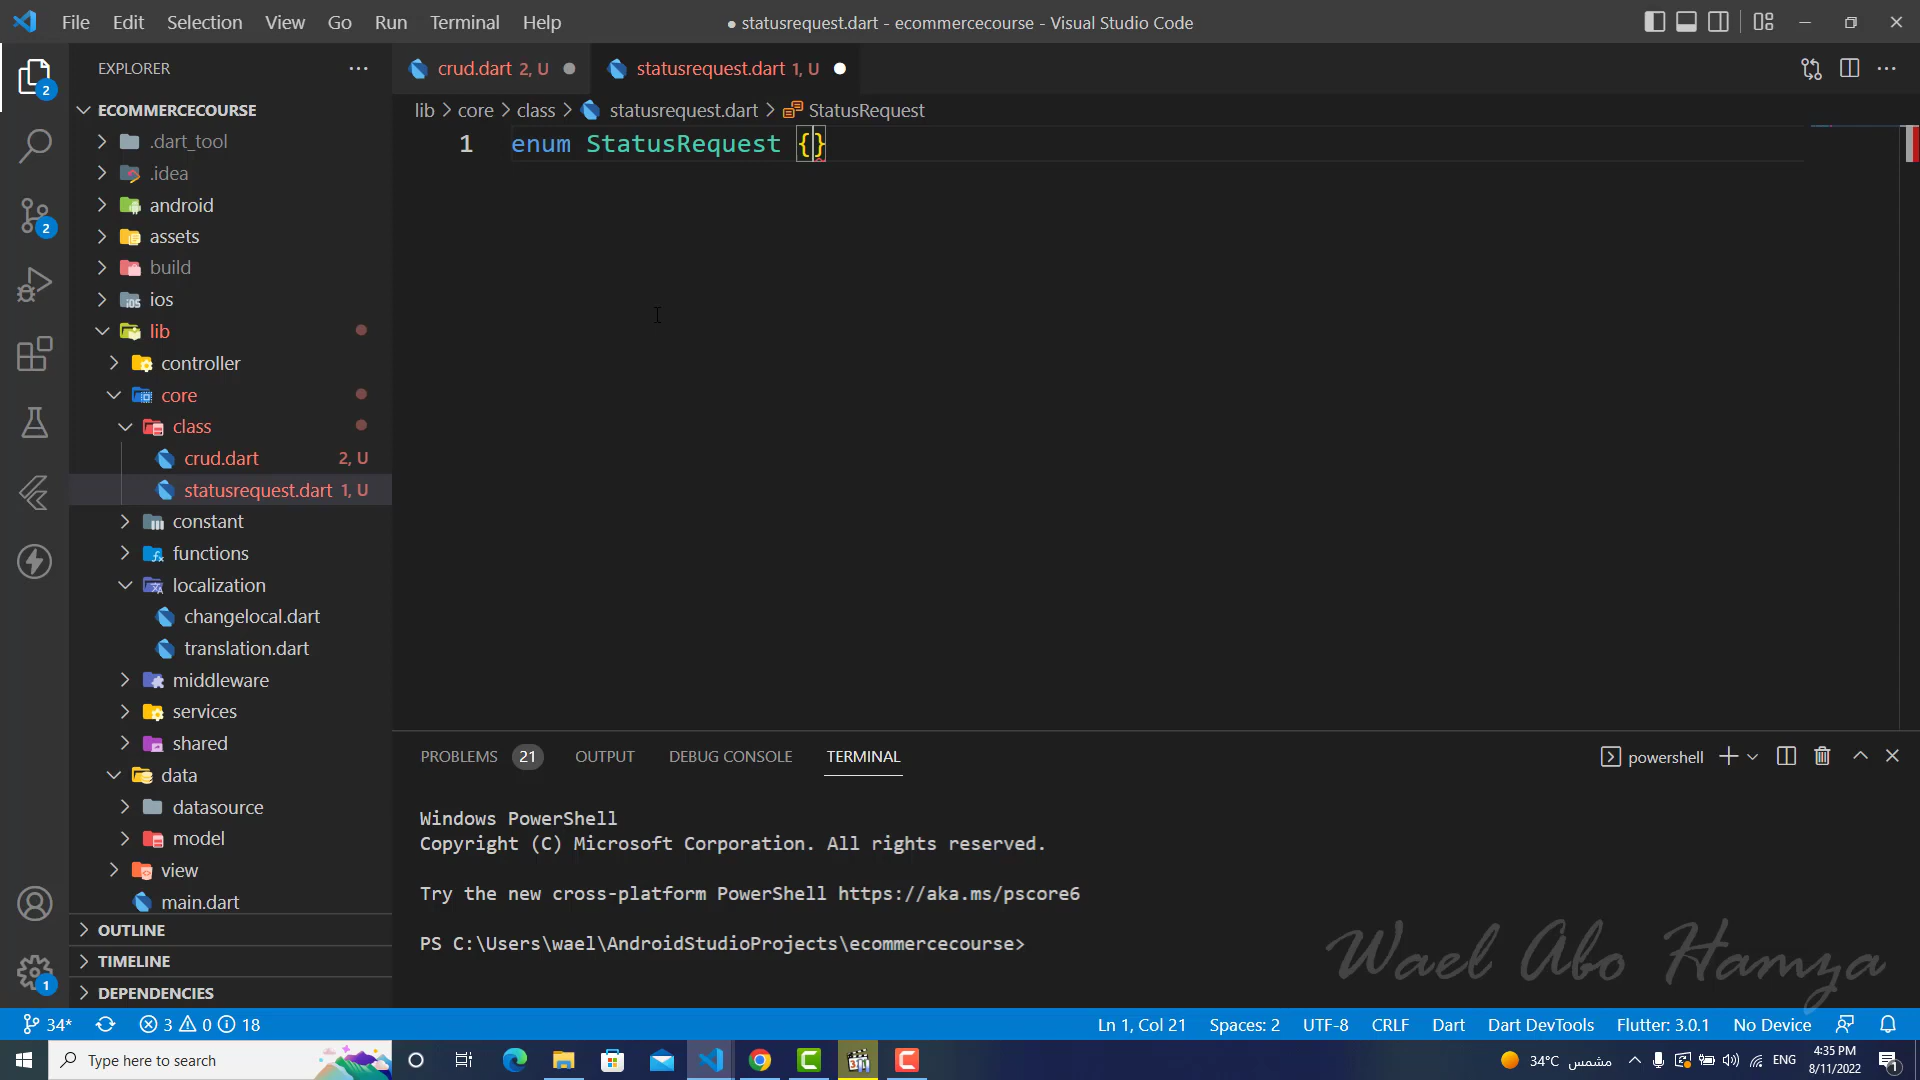 File Edit Selection View Go Run Terminal Help
● statusrequest.dart - ecommercecourse - Visual Studio Code
EXPLORER
crud.dart 2, U
statusrequest.dart 1, U
lib > core > class > statusrequest.dart > StatusRequest
1 enum StatusRequest {}
2
2
1
ECOMMERCECOURSE
.dart_tool
.idea
android
assets
build
ios
lib
controller
core
class
crud.dart 2, U
statusrequest.dart 1, U
constant
functions
localization
changelocal.dart
translation.dart
middleware
services
shared
data
datasource
model
view
main.dart
OUTLINE
TIMELINE
DEPENDENCIES
PROBLEMS 21 OUTPUT DEBUG CONSOLE TERMINAL
powershell
Windows PowerShell
Copyright (C) Microsoft Corporation. All rights reserved.
Try the new cross-platform PowerShell https://aka.ms/pscore6
PS C:\Users\wael\AndroidStudioProjects\ecommercecourse>
Wael Abo Hamza
34* 3 0 18
Ln 1, Col 21 Spaces: 2 UTF-8 CRLF Dart Dart DevTools Flutter: 3.0.1 No Device
Type here to search
34°C مشمس
ENG
4:35 PM
8/11/2022
1